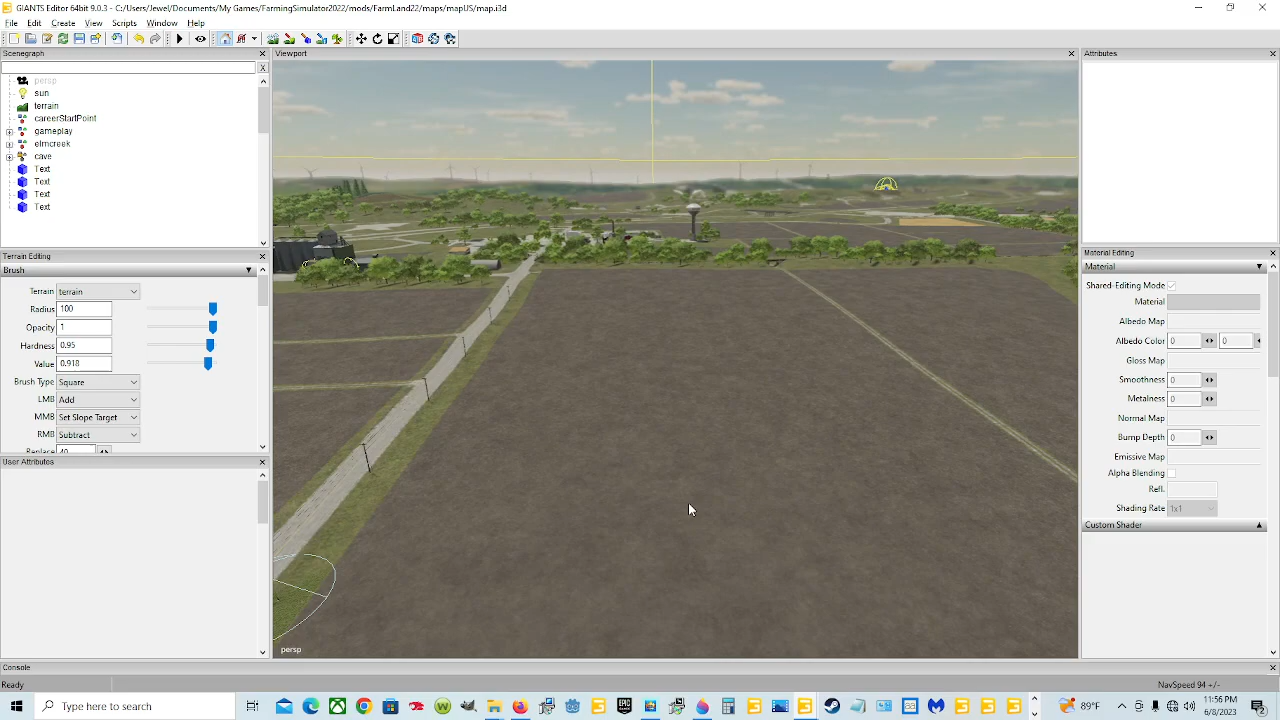 GIANTS Editor 64bit 9.0.3 - C:/Users/Jewel/Documents/My Games/FarmingSimulator2022/mods/FarmLand22/maps/mapUS/map.i3d
File Edit Create View Scripts Window Help
Scenegraph
Viewport
Attributes
X
persp
sun
terrain
careerStartPoint
gameplay
elmcreek
cave
Text
Text
Text
Text
Terrain Editing
Brush
Terrain terrain
Radius 100
Opacity 1
Hardness 0.95
Value 0.918
Brush Type Square
LMB Add
MMB Set Slope Target
RMB Subtract
Replace 40
User Attributes
persp
Material Editing
Material
Shared-Editing Mode
Material
Albedo Map
Albedo Color 0 0
Gloss Map
Smoothness 0
Metalness 0
Normal Map
Bump Depth 0
Emissive Map
Alpha Blending
Refl.
Shading Rate 1x1
Custom Shader
Console
Ready
NavSpeed 94 +/-
Type here to search
89°F
11:56 PM
6/8/2023
2